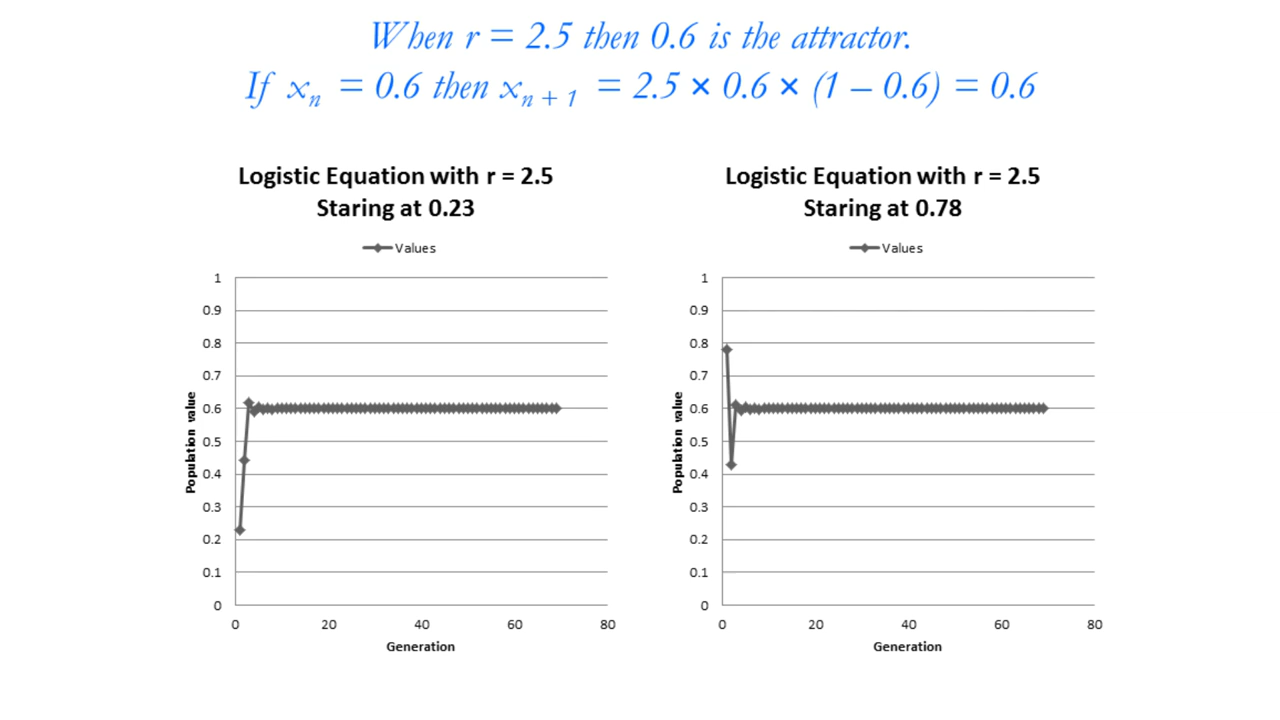 When r = 2.5 then 0.6 is the attractor.
If xₙ = 0.6 then xₙ₊₁ = 2.5 × 0.6 × (1 – 0.6) = 0.6
Logistic Equation with r = 2.5
Staring at 0.23
Values
1
0.9
0.8
0.7
0.6
0.5
0.4
0.3
0.2
0.1
0
Population value
0 20 40 60 80
Generation
Logistic Equation with r = 2.5
Staring at 0.78
Values
1
0.9
0.8
0.7
0.6
0.5
0.4
0.3
0.2
0.1
0
Population value
0 20 40 60 80
Generation